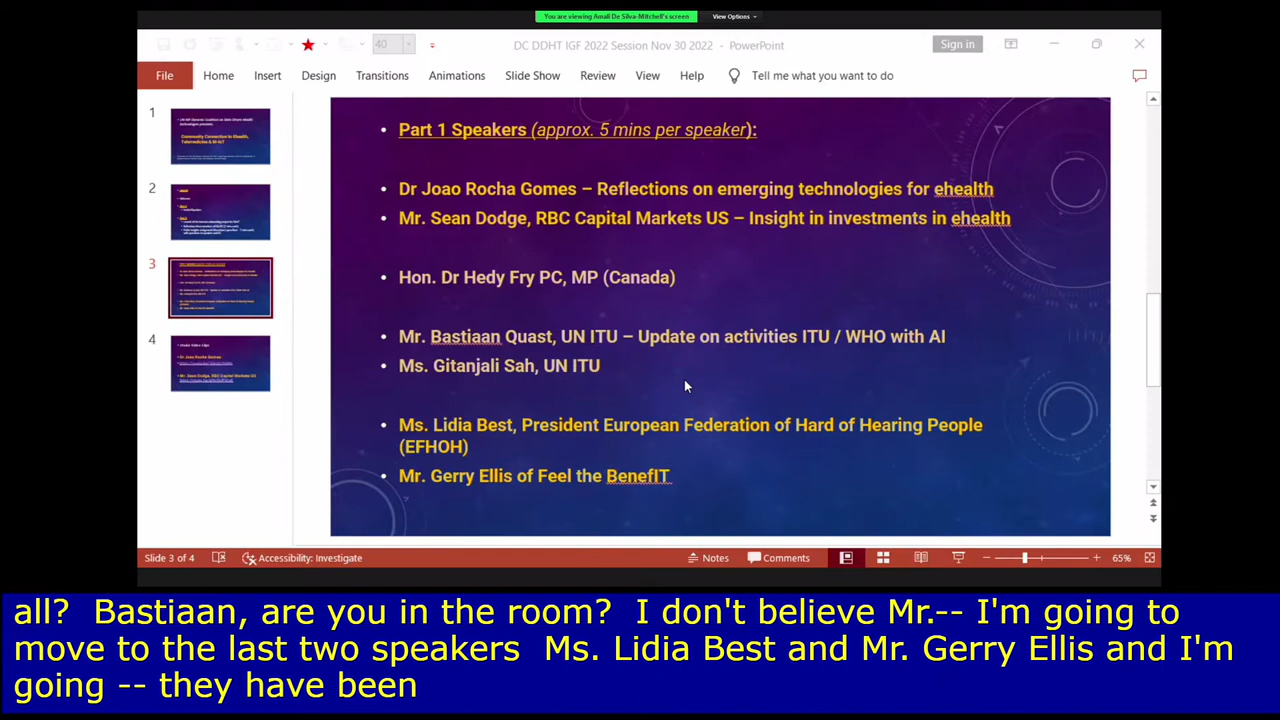 You are viewing Amali De Silva-Mitchell's screen
View Options
40
DC DDHT IGF 2022 Session Nov 30 2022 - PowerPoint
Sign in
File
Home
Insert
Design
Transitions
Animations
Slide Show
Review
View
Help
Tell me what you want to do
1
2
3
4
• Part 1 Speakers (approx. 5 mins per speaker):
• Dr Joao Rocha Gomes – Reflections on emerging technologies for ehealth
• Mr. Sean Dodge, RBC Capital Markets US – Insight in investments in ehealth
• Hon. Dr Hedy Fry PC, MP (Canada)
• Mr. Bastiaan Quast, UN ITU – Update on activities ITU / WHO with AI
• Ms. Gitanjali Sah, UN ITU
• Ms. Lidia Best, President European Federation of Hard of Hearing People
(EFHOH)
• Mr. Gerry Ellis of Feel the BenefIT
Slide 3 of 4
Accessibility: Investigate
Notes
Comments
65%
all? Bastiaan, are you in the room? I don't believe Mr.-- I'm going to
move to the last two speakers Ms. Lidia Best and Mr. Gerry Ellis and I'm
going -- they have been